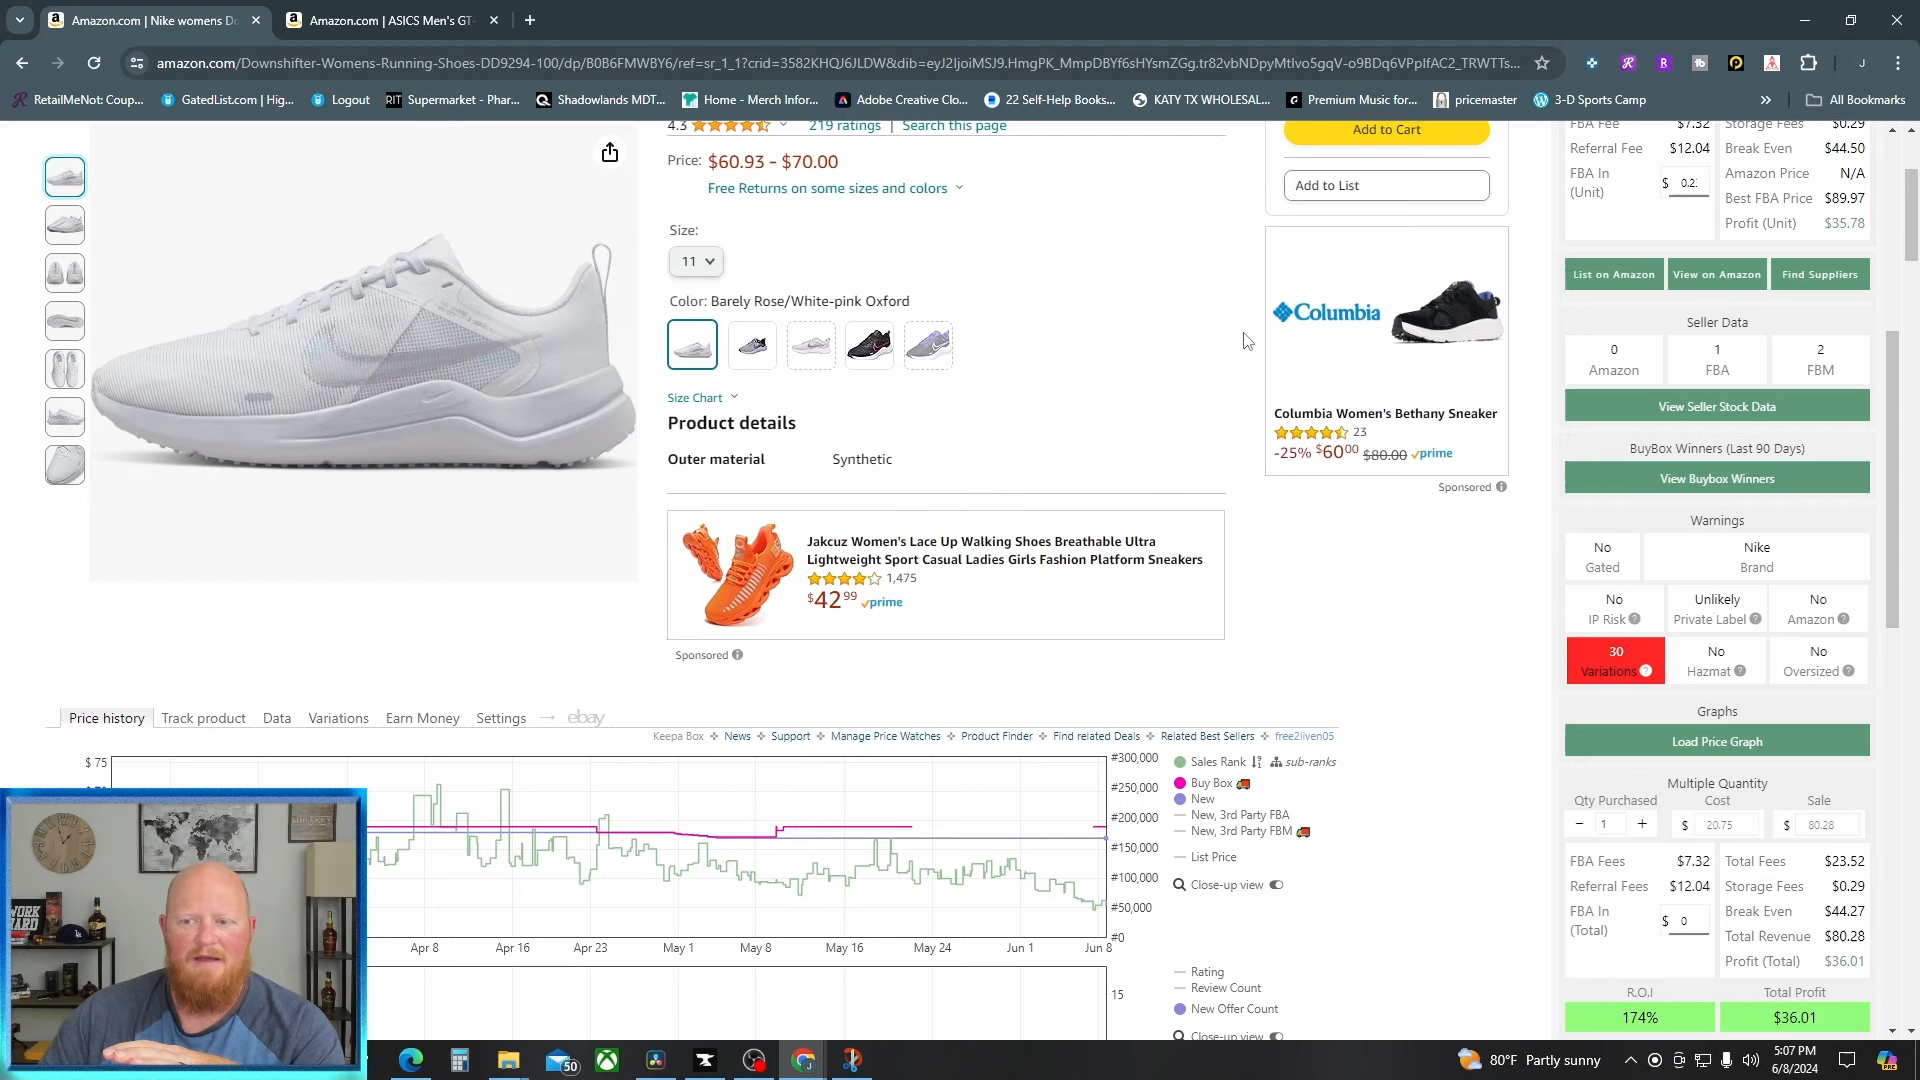 Amazon.com | Nike womens Do
Amazon.com | ASICS Men's GT-
amazon.com/Downshifter-Womens-Running-Shoes-DD9294-100/dp/B0B6FMWBY6/ref=sr_1_1?crid=3582KHQJ6JLDW&dib=eyJ2IjoiMSJ9.HmgPK_MmpDBYf6sHYsmZGg.tr82vbNDpyMtIvo5gqV-o9BDq6VPpIfAC2_TRWTTs...
RetailMeNot: Coup...
GatedList.com | Hig...
Logout
Supermarket - Phar...
Shadowlands MDT...
Home - Merch Infor...
Adobe Creative Clo...
22 Self-Help Books...
KATY TX WHOLESAL...
Premium Music for...
pricemaster
3-D Sports Camp
All Bookmarks
4.3
219 ratings | Search this page
Price: $60.93 - $70.00
Free Returns on some sizes and colors
Size:
11
Color: Barely Rose/White-pink Oxford
Size Chart
Product details
Outer material Synthetic
Jakcuz Women's Lace Up Walking Shoes Breathable Ultra
Lightweight Sport Casual Ladies Girls Fashion Platform Sneakers
1,475
$42 99 prime
Sponsored
Add to Cart
Add to List
Columbia
Columbia Women's Bethany Sneaker
23
-25% $60 00 $80.00 prime
Sponsored
FBA Fee $7.32 Storage Fees $0.29
Referral Fee $12.04 Break Even $44.50
FBA In
(Unit)
$ 0.2
Amazon Price N/A
Best FBA Price $89.97
Profit (Unit) $35.78
List on Amazon View on Amazon Find Suppliers
Seller Data
0 1 2
Amazon FBA FBM
View Seller Stock Data
BuyBox Winners (Last 90 Days)
View Buybox Winners
Warnings
No Nike
Gated Brand
No Unlikely No
IP Risk Private Label Amazon
30 No No
Variations Hazmat Oversized
Graphs
Load Price Graph
Multiple Quantity
Qty Purchased Cost Sale
− 1 + $ 20.75 $ 80.28
FBA Fees $7.32 Total Fees $23.52
Referral Fees $12.04 Storage Fees $0.29
FBA In
(Total)
$ 0
Break Even $44.27
Total Revenue $80.28
Profit (Total) $36.01
R.O.I Total Profit
174% $36.01
Price history Track product Data Variations Earn Money Settings → ebay
Keepa Box News Support Manage Price Watches Product Finder Find related Deals Related Best Sellers free2liven05
$ 75
#300,000
#250,000
#200,000
#150,000
#100,000
#50,000
#0
Apr 8 Apr 16 Apr 23 May 1 May 8 May 16 May 24 Jun 1 Jun 8
Sales Rank sub-ranks
Buy Box
New
New, 3rd Party FBA
New, 3rd Party FBM
List Price
Close-up view
15
Rating
Review Count
New Offer Count
Close-up view
WORK
HARD
WHISKEY
50
80°F Partly sunny
5:07 PM
6/8/2024